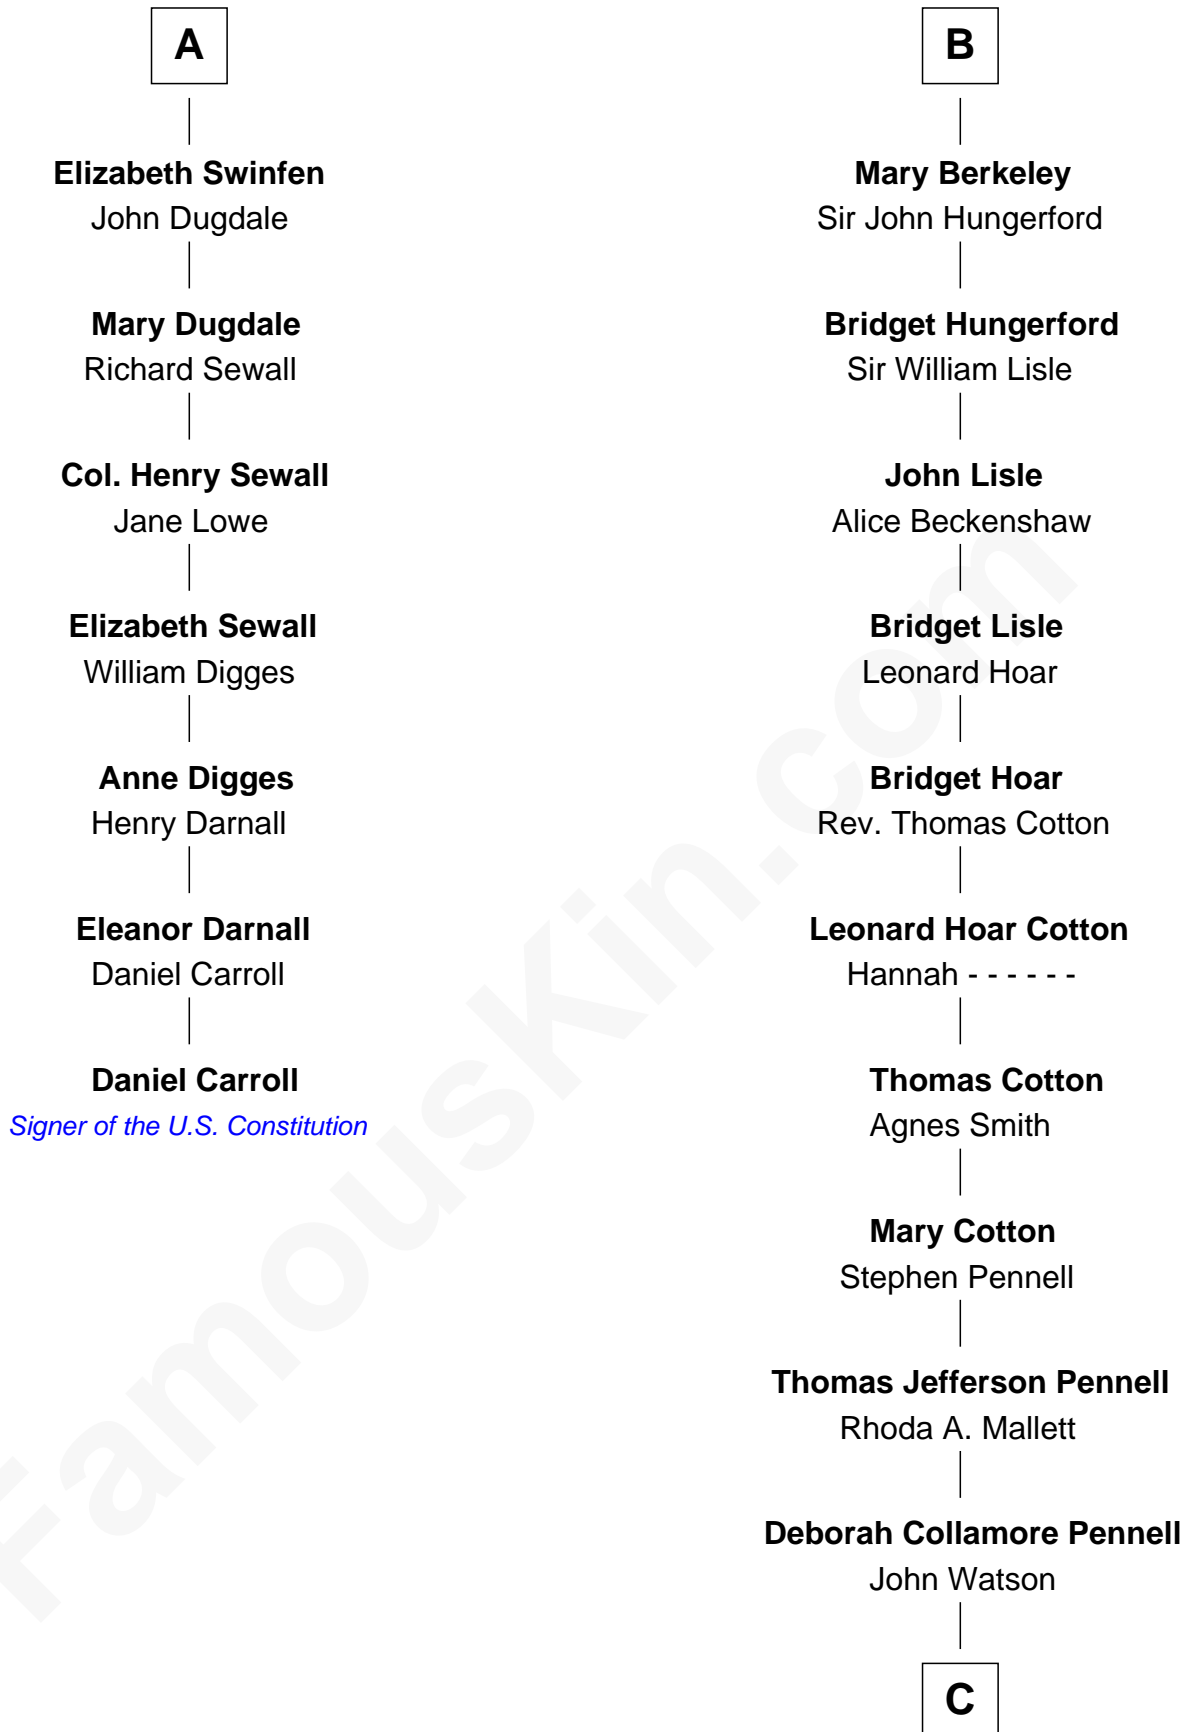 A
Elizabeth Swinfen
John Dugdale
Mary Dugdale
Richard Sewall
Col. Henry Sewall
Jane Lowe
Elizabeth Sewall
William Digges
Anne Digges
Henry Darnall
Eleanor Darnall
Daniel Carroll
Daniel Carroll
Signer of the U.S. Constitution
B
Mary Berkeley
Sir John Hungerford
Bridget Hungerford
Sir William Lisle
John Lisle
Alice Beckenshaw
Bridget Lisle
Leonard Hoar
Bridget Hoar
Rev. Thomas Cotton
Leonard Hoar Cotton
Hannah - - - - - -
Thomas Cotton
Agnes Smith
Mary Cotton
Stephen Pennell
Thomas Jefferson Pennell
Rhoda A. Mallett
Deborah Collamore Pennell
John Watson
C
FamousKin.com